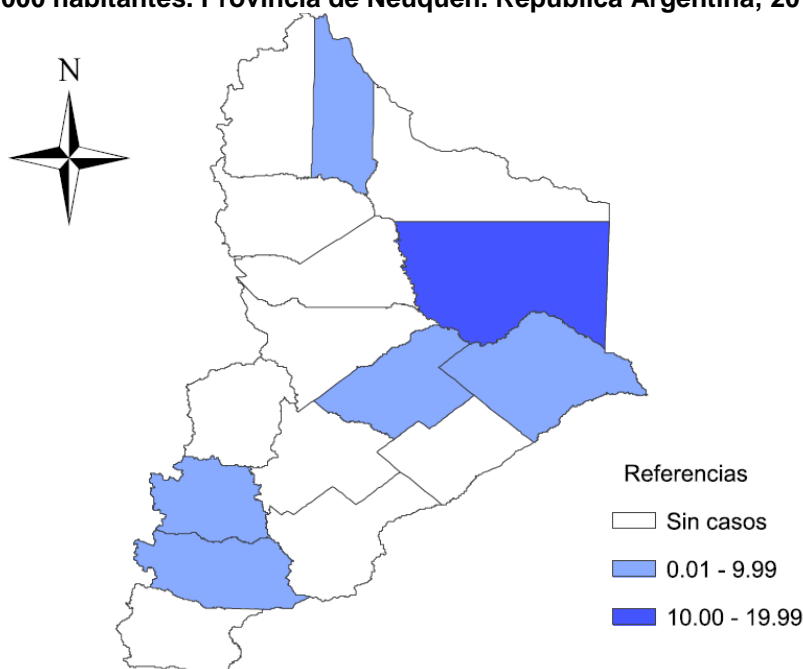 000 habitantes. Provincia de Neuquén. República Argentina, 20
N
Referencias
Sin casos
0.01 - 9.99
10.00 - 19.99